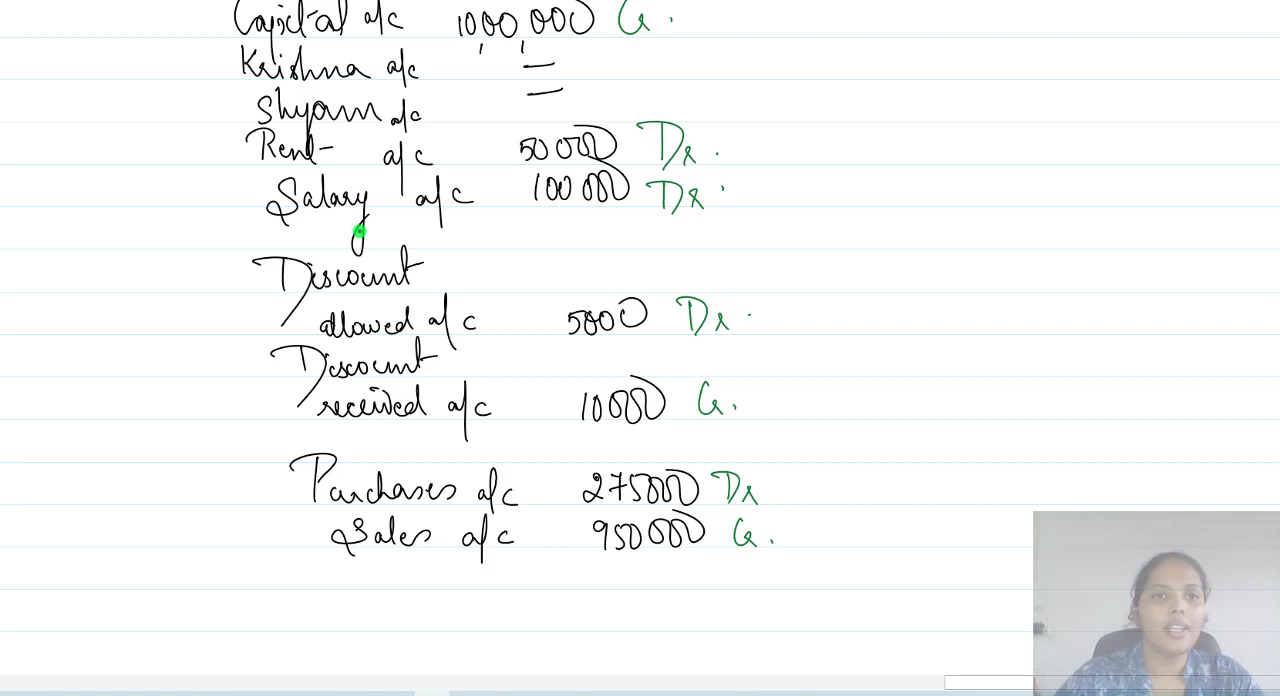 Capital a/c 1000,000 Cr.
Krishna a/c —
Shyam a/c —
Rent a/c 50000 Dr.
Salary a/c 100000 Dr.
Discount
allowed a/c 5000 Dr.
Discount
received a/c 10000 Cr.
Purchases a/c 275000 Dr
Sales a/c 950000 Cr.